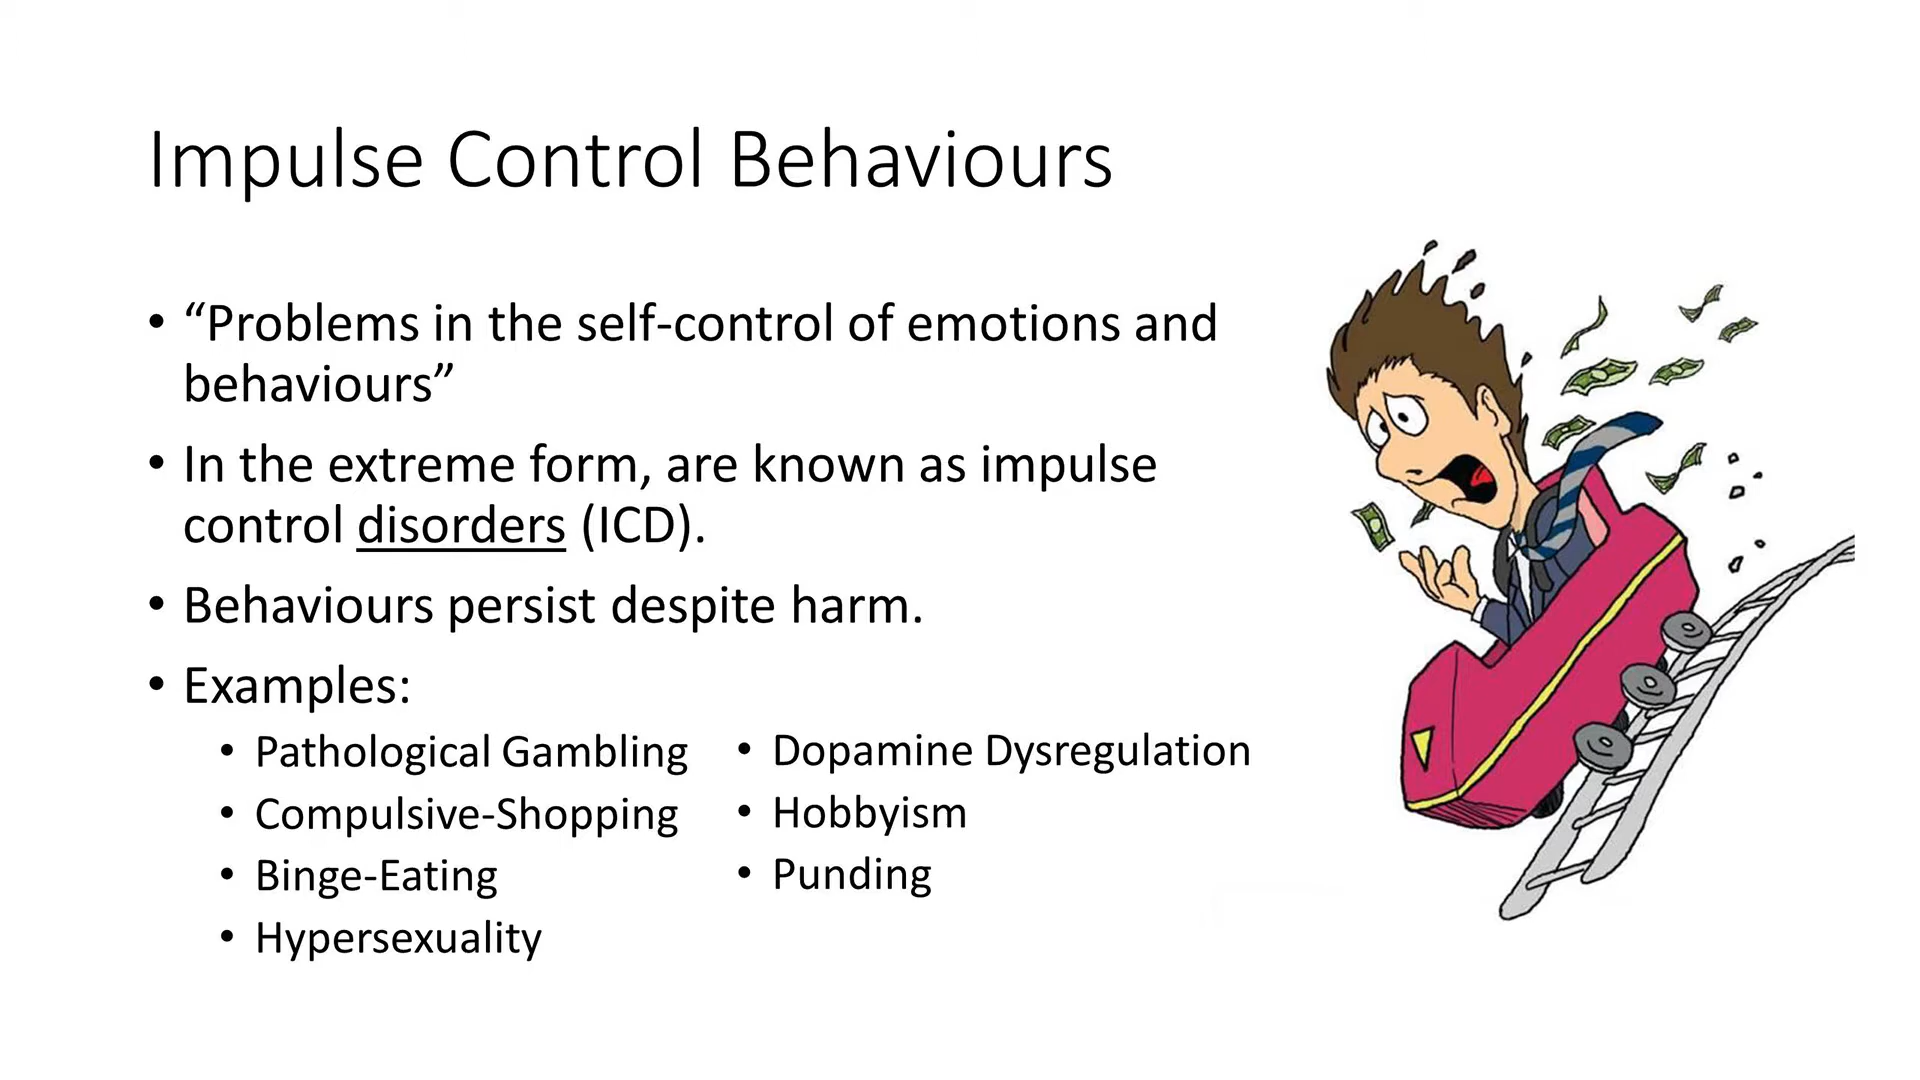 Impulse Control Behaviours
• “Problems in the self-control of emotions and
behaviours”
• In the extreme form, are known as impulse
control disorders (ICD).
• Behaviours persist despite harm.
• Examples:
• Pathological Gambling
• Compulsive-Shopping
• Binge-Eating
• Hypersexuality
• Dopamine Dysregulation
• Hobbyism
• Punding